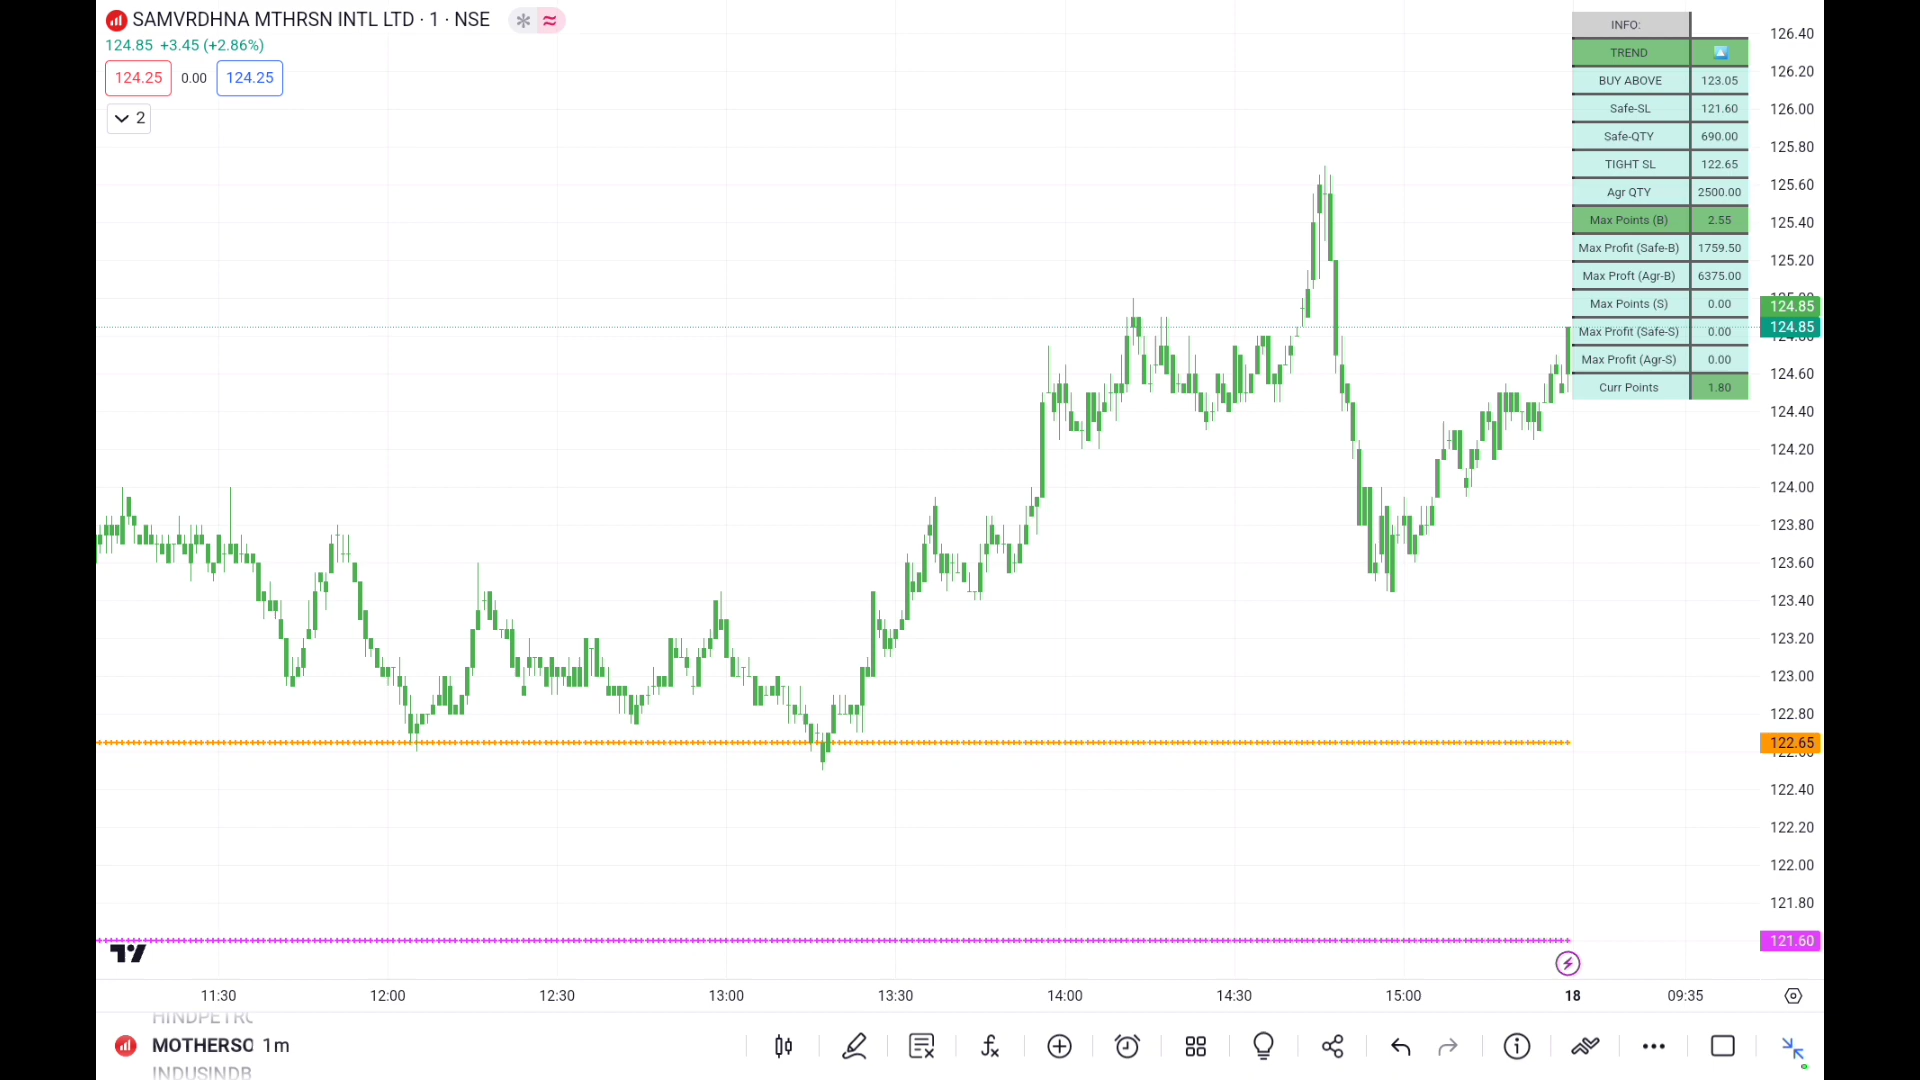 SAMVRDHNA MTHRSN INTL LTD · 1 · NSE
124.85 +3.45 (+2.86%)
124.25 0.00 124.25
2
INFO:
TREND
BUY ABOVE 123.05
Safe-SL 121.60
Safe-QTY 690.00
TIGHT SL 122.65
Agr QTY 2500.00
Max Points (B) 2.55
Max Profit (Safe-B) 1759.50
Max Proft (Agr-B) 6375.00
Max Points (S) 0.00
Max Profit (Safe-S) 0.00
Max Profit (Agr-S) 0.00
Curr Points 1.80
126.40
126.20
126.00
125.80
125.60
125.40
125.20
124.85
124.85
124.60
124.40
124.20
124.00
123.80
123.60
123.40
123.20
123.00
122.80
122.65
122.40
122.20
122.00
121.80
121.60
11:30 12:00 12:30 13:00 13:30 14:00 14:30 15:00 18 09:35
MOTHERSO 1m
INDUSINDB